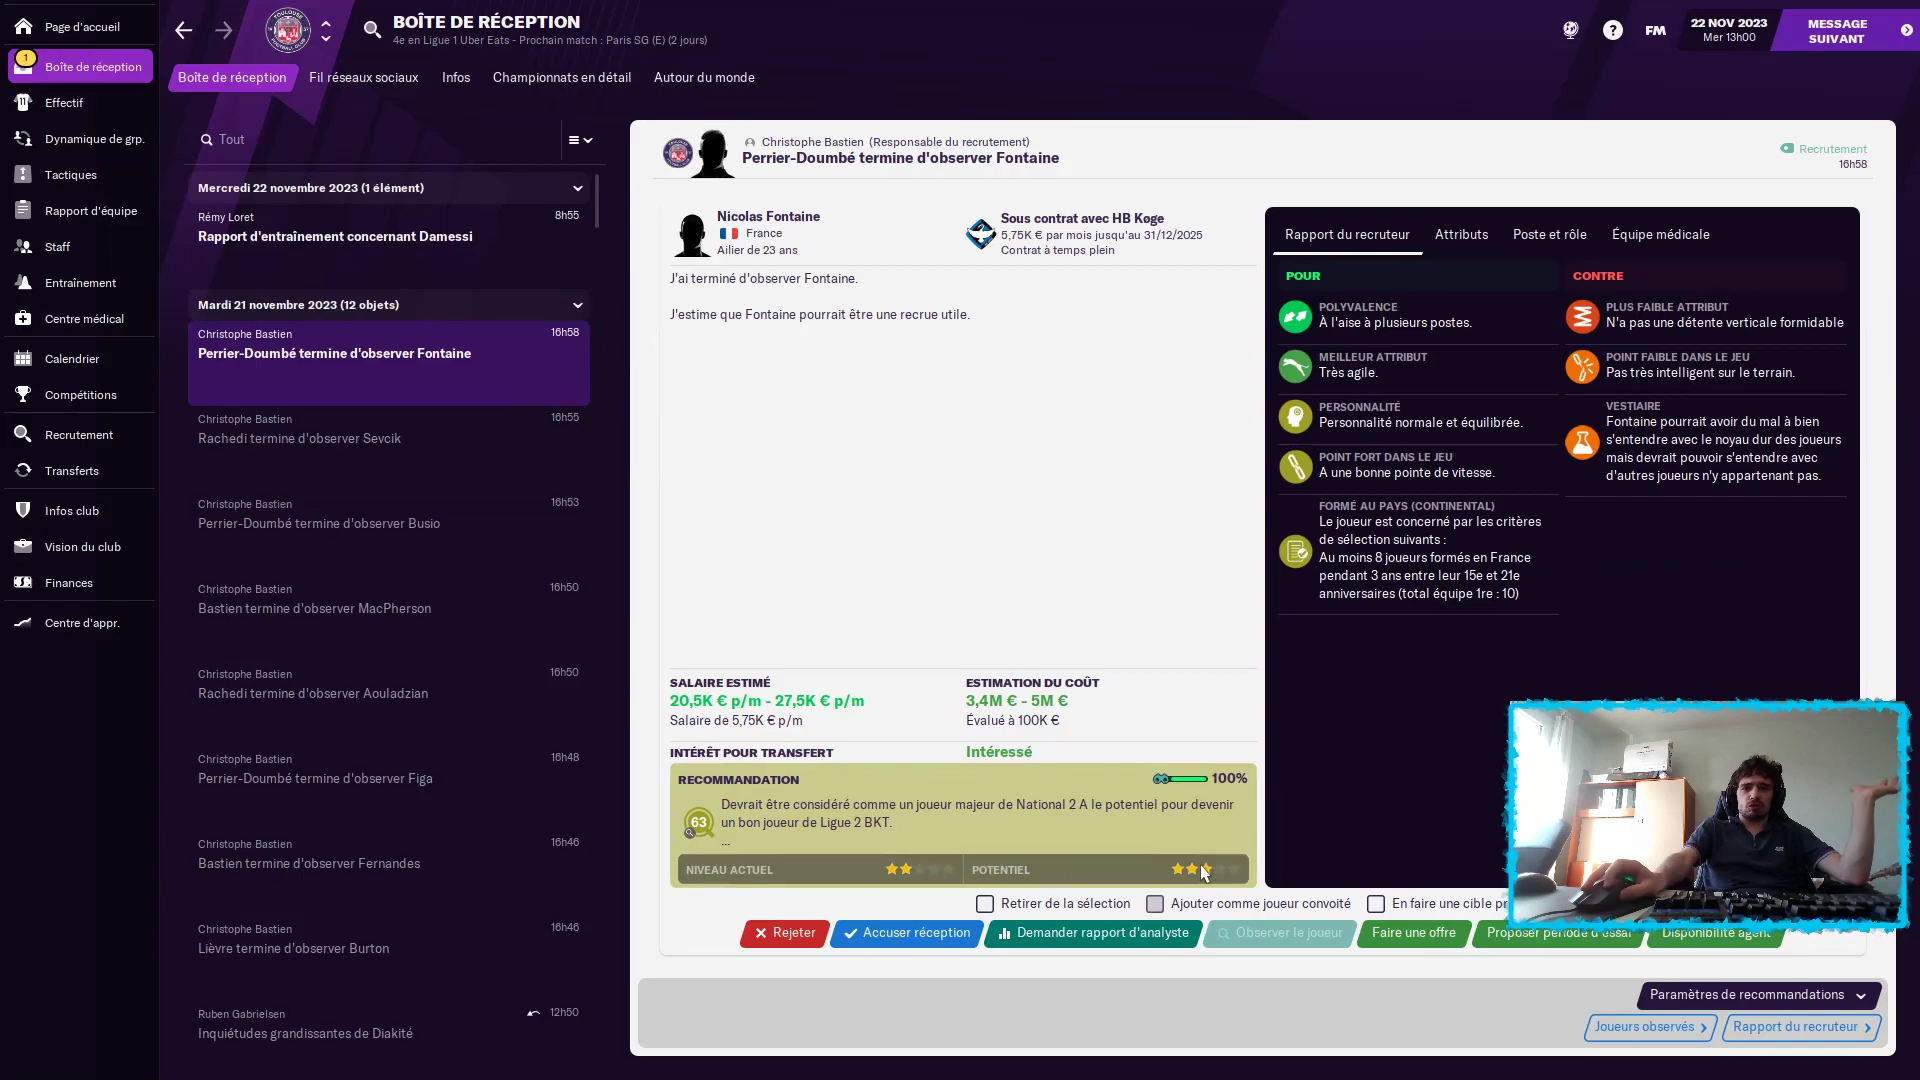 Page d'accueil
1
Boîte de réception
Effectif
Dynamique de grp.
Tactiques
Rapport d'équipe
Staff
Entraînement
Centre médical
Calendrier
Compétitions
Recrutement
Transferts
Infos club
Vision du club
Finances
Centre d'appr.
BOÎTE DE RÉCEPTION
4e en Ligue 1 Uber Eats - Prochain match : Paris SG (E) (2 jours)
FM
22 NOV 2023
Mer 13h00
MESSAGE
SUIVANT
Boîte de réception
Fil réseaux sociaux
Infos
Championnats en détail
Autour du monde
Tout
Mercredi 22 novembre 2023 (1 élément)
Rémy Loret 8h55
Rapport d'entraînement concernant Damessi
Mardi 21 novembre 2023 (12 objets)
Christophe Bastien 16h58
Perrier-Doumbé termine d'observer Fontaine
Christophe Bastien 16h55
Rachedi termine d'observer Sevcik
Christophe Bastien 16h53
Perrier-Doumbé termine d'observer Busio
Christophe Bastien 16h50
Bastien termine d'observer MacPherson
Christophe Bastien 16h50
Rachedi termine d'observer Aouladzian
Christophe Bastien 16h48
Perrier-Doumbé termine d'observer Figa
Christophe Bastien 16h46
Bastien termine d'observer Fernandes
Christophe Bastien 16h46
Lièvre termine d'observer Burton
Ruben Gabrielsen 12h50
Inquiétudes grandissantes de Diakité
Christophe Bastien (Responsable du recrutement)
Perrier-Doumbé termine d'observer Fontaine
Recrutement
16h58
Nicolas Fontaine
France
Ailier de 23 ans
Sous contrat avec HB Køge
5,75K € par mois jusqu'au 31/12/2025
Contrat à temps plein
J'ai terminé d'observer Fontaine.
J'estime que Fontaine pourrait être une recrue utile.
SALAIRE ESTIMÉ
20,5K € p/m - 27,5K € p/m
Salaire de 5,75K € p/m
ESTIMATION DU COÛT
3,4M € - 5M €
Évalué à 100K €
INTÉRÊT POUR TRANSFERT
Intéressé
RECOMMANDATION
100%
63
Devrait être considéré comme un joueur majeur de National 2 A le potentiel pour devenir
un bon joueur de Ligue 2 BKT.
...
NIVEAU ACTUEL
POTENTIEL
Rapport du recruteur
Attributs
Poste et rôle
Équipe médicale
POUR
POLYVALENCE
À l'aise à plusieurs postes.
MEILLEUR ATTRIBUT
Très agile.
PERSONNALITÉ
Personnalité normale et équilibrée.
POINT FORT DANS LE JEU
A une bonne pointe de vitesse.
FORMÉ AU PAYS (CONTINENTAL)
Le joueur est concerné par les critères
de sélection suivants :
Au moins 8 joueurs formés en France
pendant 3 ans entre leur 15e et 21e
anniversaires (total équipe 1re : 10)
CONTRE
PLUS FAIBLE ATTRIBUT
N'a pas une détente verticale formidable
POINT FAIBLE DANS LE JEU
Pas très intelligent sur le terrain.
VESTIAIRE
Fontaine pourrait avoir du mal à bien
s'entendre avec le noyau dur des joueurs
mais devrait pouvoir s'entendre avec
d'autres joueurs n'y appartenant pas.
Retirer de la sélection
Ajouter comme joueur convoité
En faire une cible pr
Rejeter
Accuser réception
Demander rapport d'analyste
Observer le joueur
Faire une offre
Proposer période d'essai
Disponibilité agent
Paramètres de recommandations
Joueurs observés
Rapport du recruteur